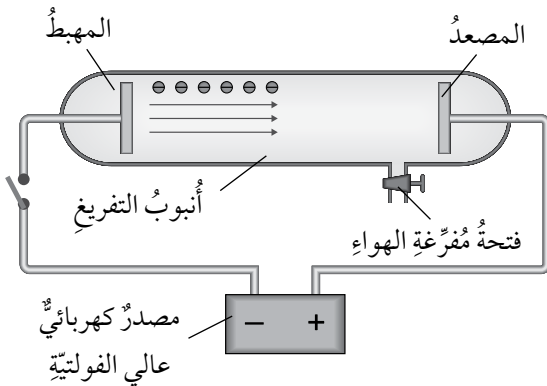 المصعدُ
المهبطُ
أُنبوبُ التفريغِ
فتحةُ مُفرِّغةِ الهواءِ
مصدرٌ كهربائيٌّ
عالي الفولتيّةِ
− +